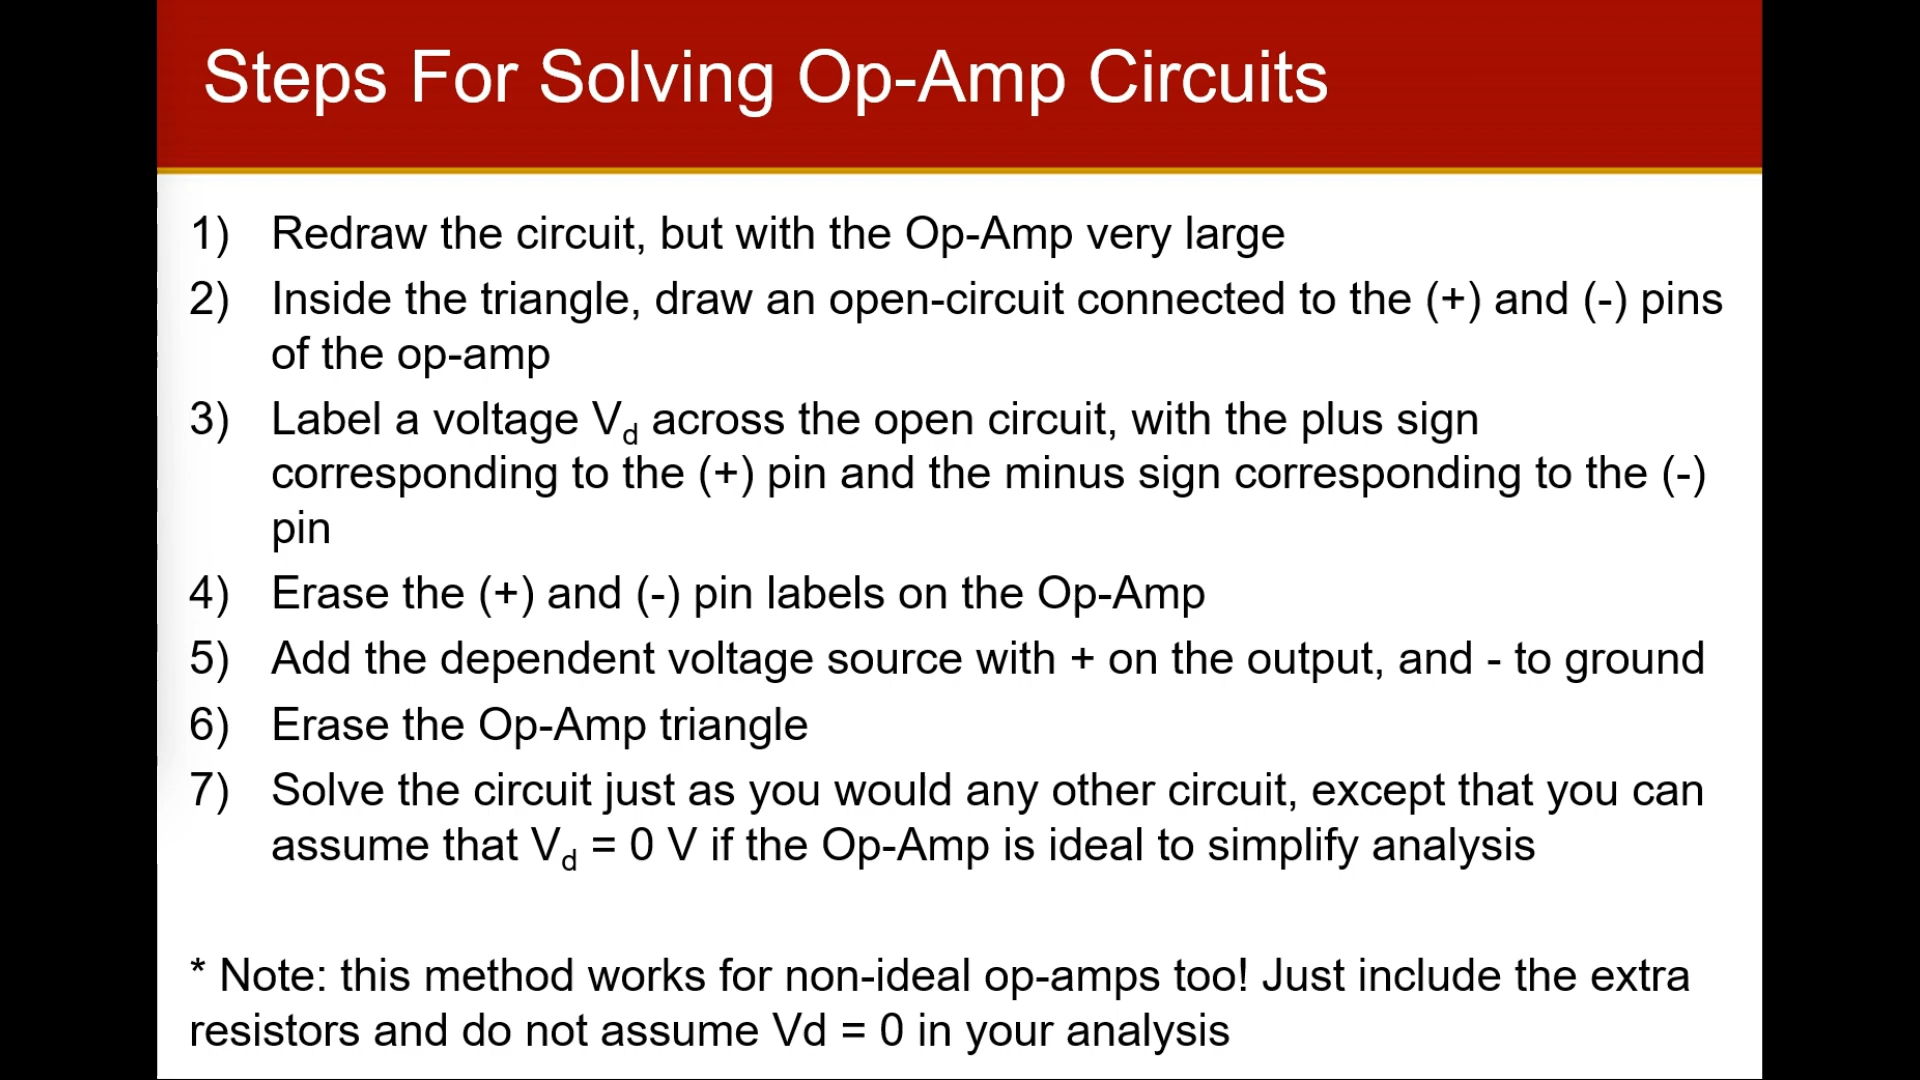 Steps For Solving Op-Amp Circuits
1) Redraw the circuit, but with the Op-Amp very large
2) Inside the triangle, draw an open-circuit connected to the (+) and (-) pins
of the op-amp
3) Label a voltage Vd across the open circuit, with the plus sign
corresponding to the (+) pin and the minus sign corresponding to the (-)
pin
4) Erase the (+) and (-) pin labels on the Op-Amp
5) Add the dependent voltage source with + on the output, and - to ground
6) Erase the Op-Amp triangle
7) Solve the circuit just as you would any other circuit, except that you can
assume that Vd = 0 V if the Op-Amp is ideal to simplify analysis
* Note: this method works for non-ideal op-amps too! Just include the extra
resistors and do not assume Vd = 0 in your analysis